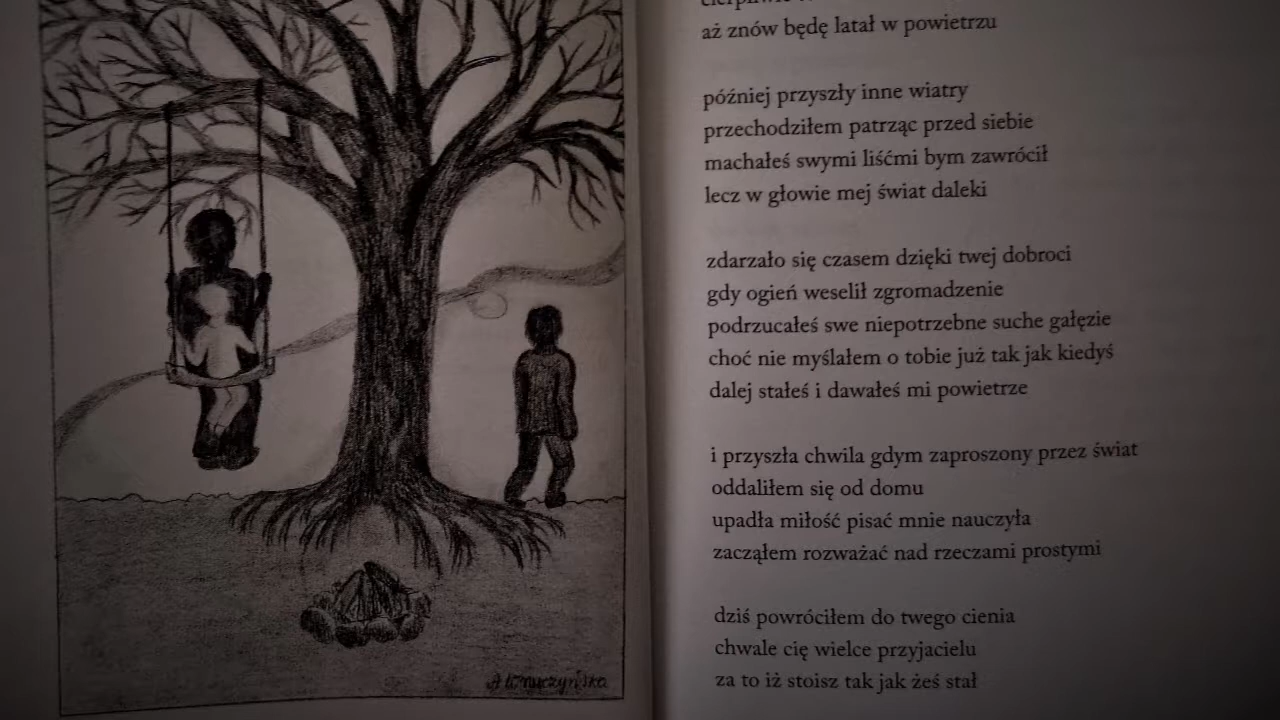 aż znów będę latał w powietrzu
później przyszły inne wiatry
przechodziłem patrząc przed siebie
machałeś swymi liśćmi bym zawrócił
lecz w głowie mej świat daleki
zdarzało się czasem dzięki twej dobroci
gdy ogień weselił zgromadzenie
podrzucałeś swe niepotrzebne suche gałęzie
choć nie myślałem o tobie już tak jak kiedyś
dalej stałeś i dawałeś mi powietrze
i przyszła chwila gdym zaproszony przez świat
oddaliłem się od domu
upadła miłość pisać mnie nauczyła
zacząłem rozważać nad rzeczami prostymi
dziś powróciłem do twego cienia
chwale cię wielce przyjacielu
za to iż stoisz tak jak żeś stał